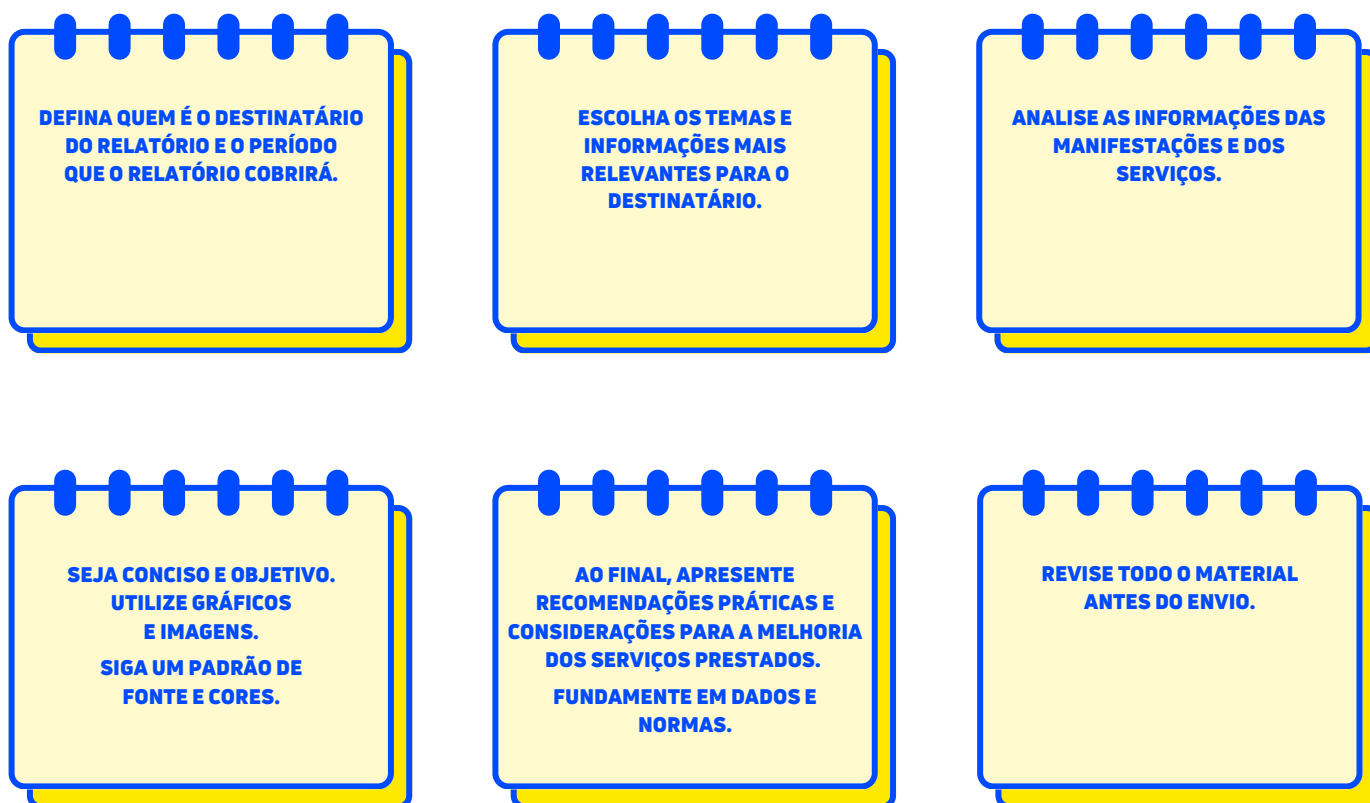 DEFINA QUEM É O DESTINATÁRIO
DO RELATÓRIO E O PERÍODO
QUE O RELATÓRIO COBRIRÁ.
ESCOLHA OS TEMAS E
INFORMAÇÕES MAIS
RELEVANTES PARA O
DESTINATÁRIO.
ANALISE AS INFORMAÇÕES DAS
MANIFESTAÇÕES E DOS
SERVIÇOS.
SEJA CONCISO E OBJETIVO.
UTILIZE GRÁFICOS
E IMAGENS.
SIGA UM PADRÃO DE
FONTE E CORES.
AO FINAL, APRESENTE
RECOMENDAÇÕES PRÁTICAS E
CONSIDERAÇÕES PARA A MELHORIA
DOS SERVIÇOS PRESTADOS.
FUNDAMENTE EM DADOS E
NORMAS.
REVISE TODO O MATERIAL
ANTES DO ENVIO.